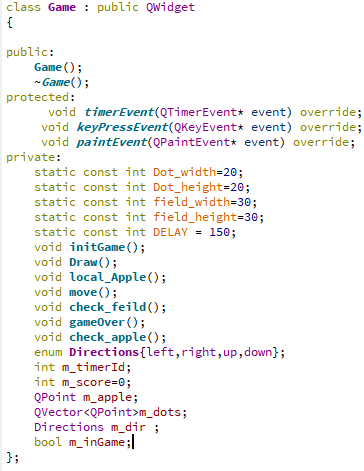 class Game : public QWidget
{
public:
Game();
~Game();
protected:
void timerEvent(QTimerEvent* event) override;
void keyPressEvent(QKeyEvent* event) override;
void paintEvent(QPaintEvent* event) override;
private:
static const int Dot_width=20;
static const int Dot_height=20;
static const int field_width=30;
static const int field_height=30;
static const int DELAY = 150;
void initGame();
void Draw();
void local_Apple();
void move();
void check_feild();
void gameOver();
void check_apple();
enum Directions{left,right,up,down};
int m_timerId;
int m_score=0;
QPoint m_apple;
QVector<QPoint>m_dots;
Directions m_dir ;
bool m_inGame;
};